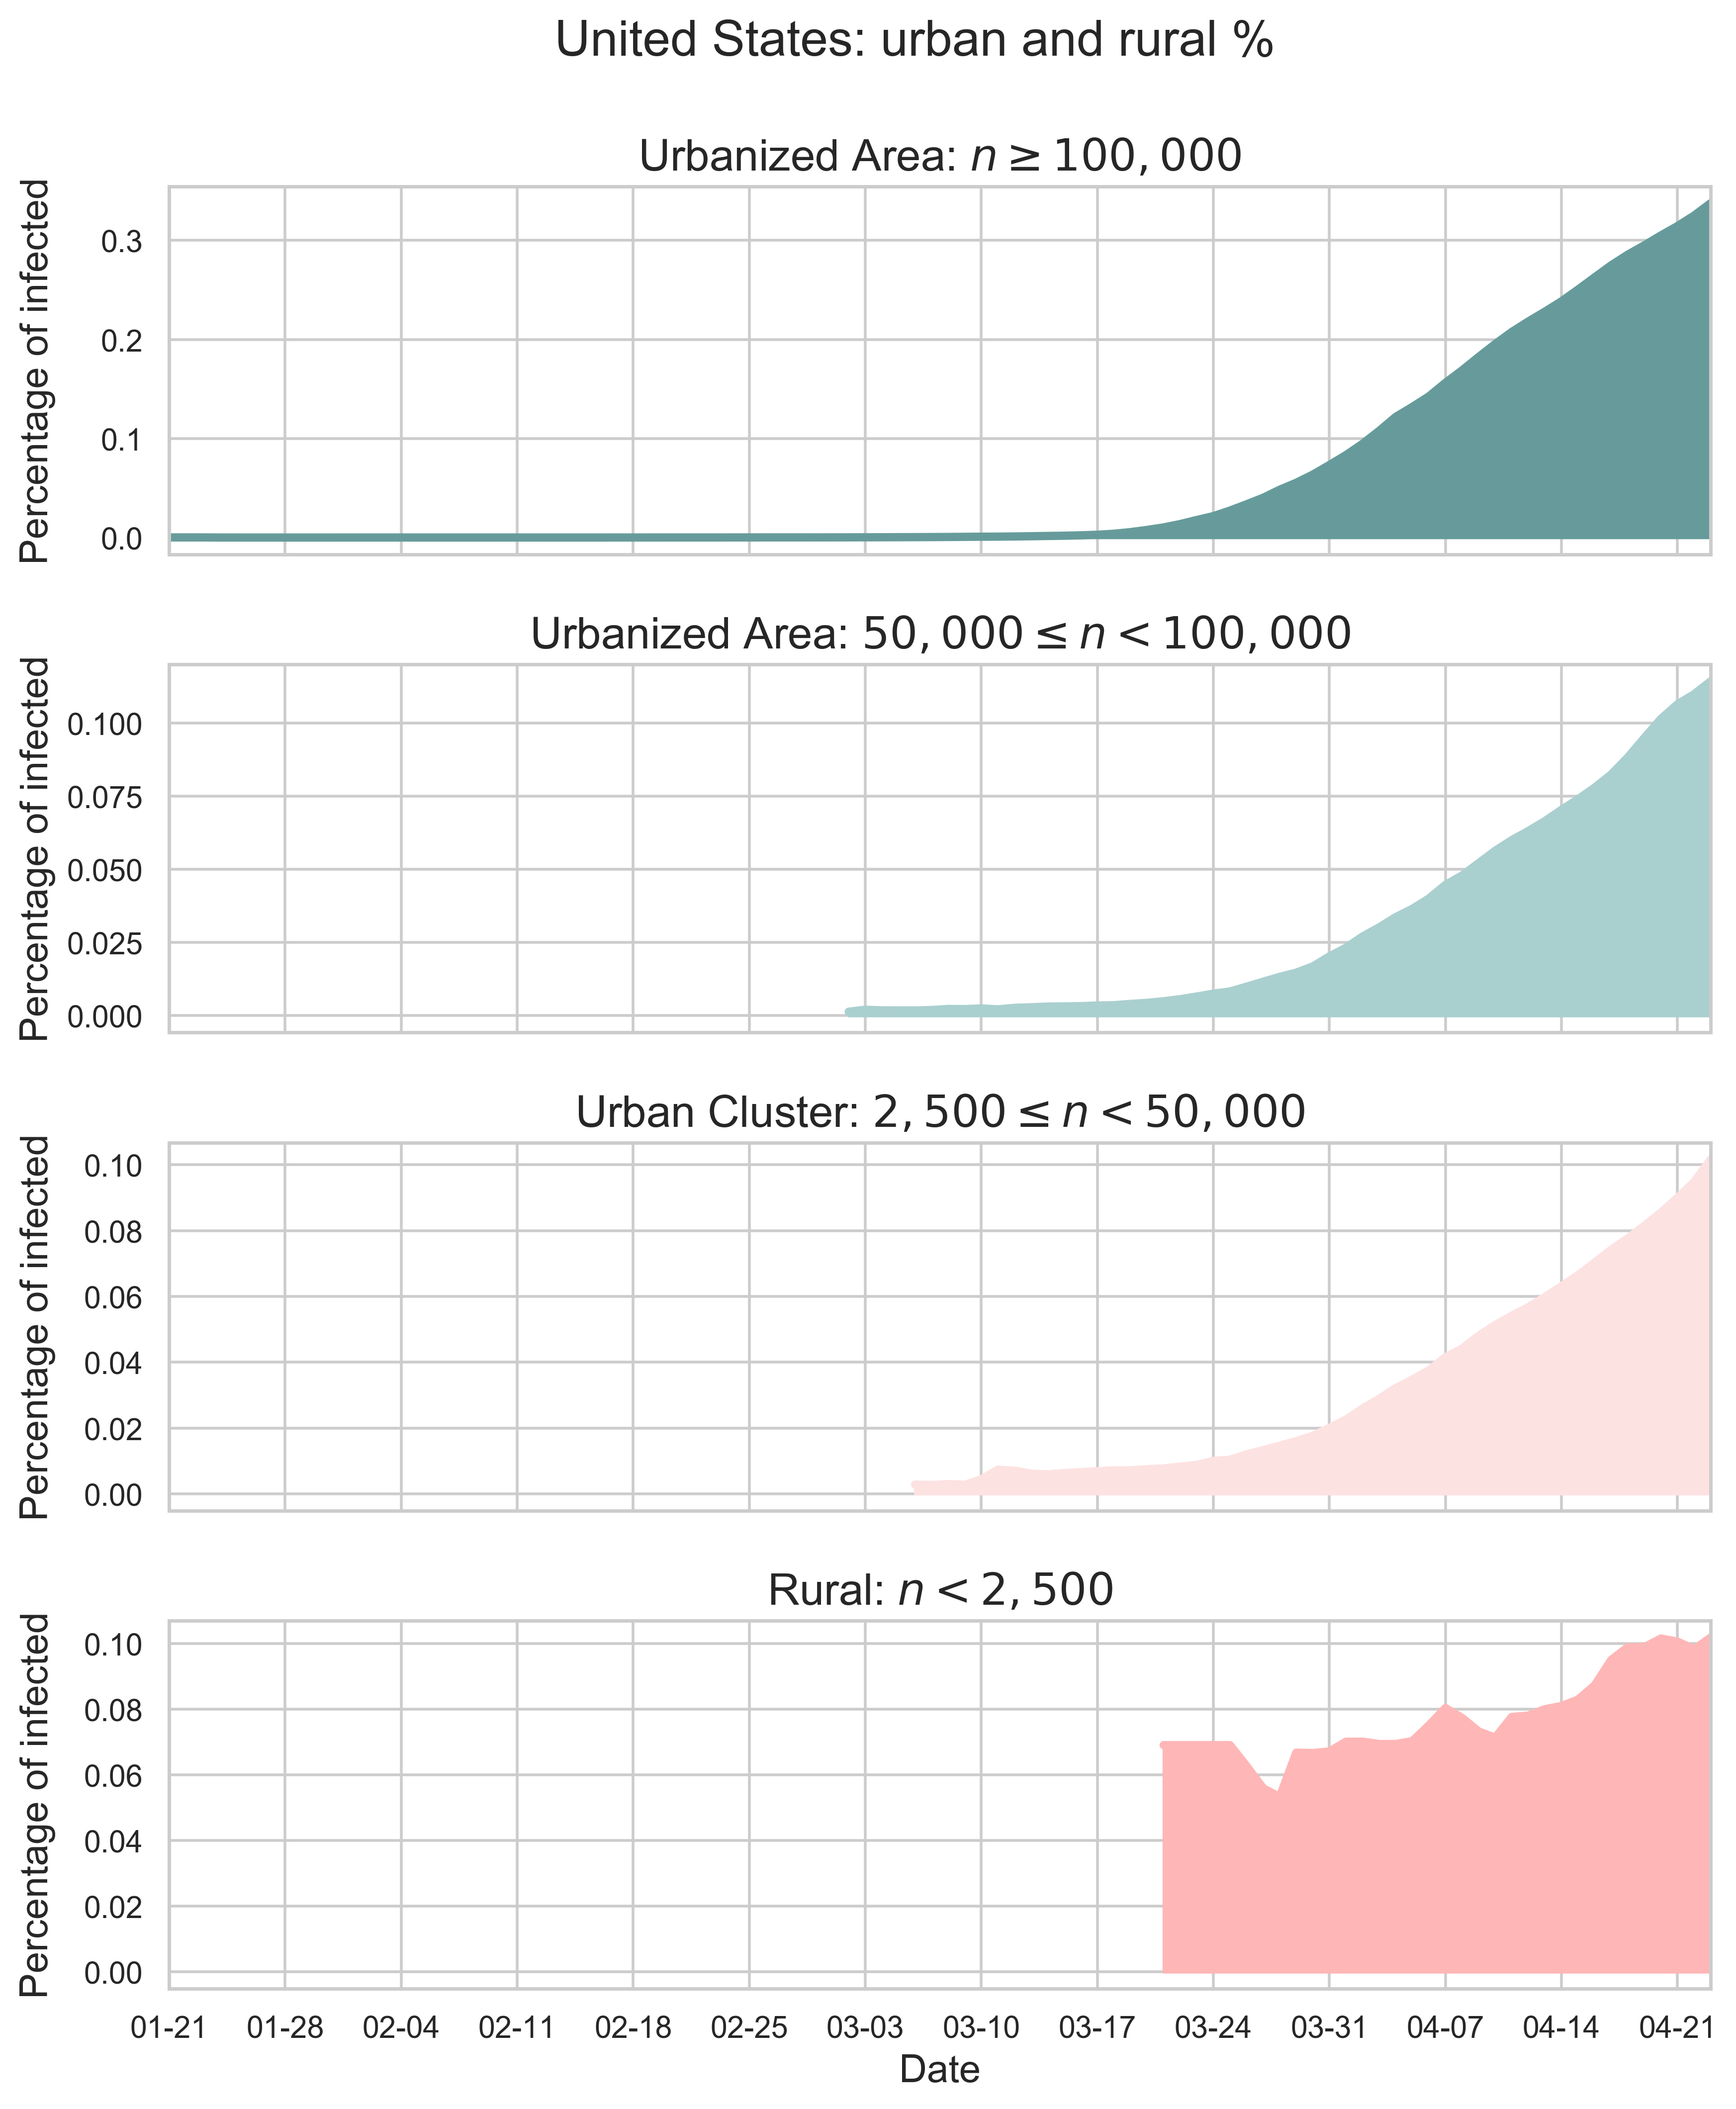 United States: urban and rural %
Urbanized Area: n ≥ 100,000
Percentage of infected
0.3
0.2
0.1
0.0
Urbanized Area: 50,000 ≤ n < 100,000
Percentage of infected
0.100
0.075
0.050
0.025
0.000
Urban Cluster: 2,500 ≤ n < 50,000
Percentage of infected
0.10
0.08
0.06
0.04
0.02
0.00
Rural: n < 2,500
Percentage of infected
0.10
0.08
0.06
0.04
0.02
0.00
01-21 01-28 02-04 02-11 02-18 02-25 03-03 03-10 03-17 03-24 03-31 04-07 04-14 04-21
Date